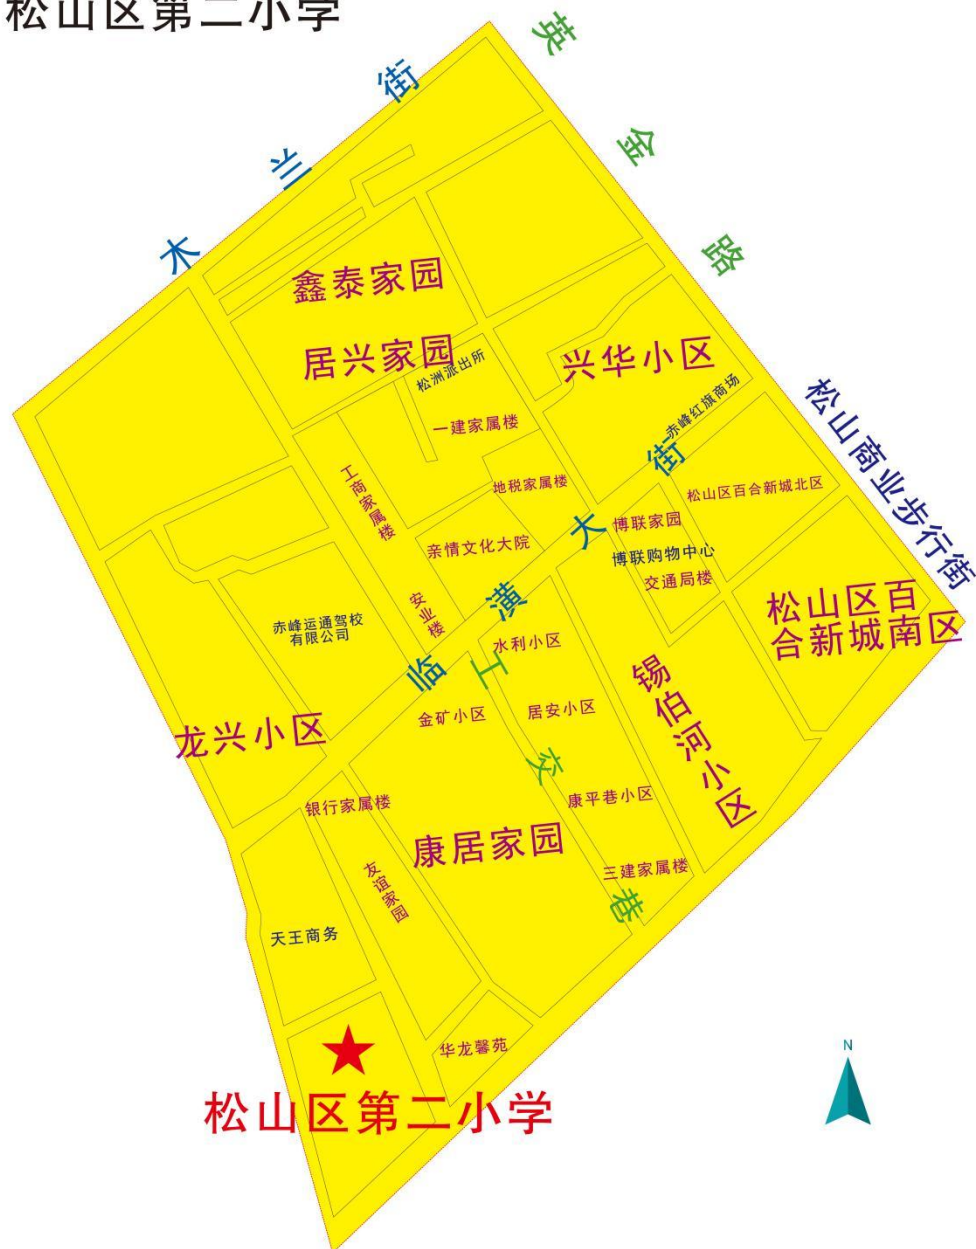 松山区第二小学
木兰街
英金路
鑫泰家园
居兴家园
松洲派出所
兴华小区
赤峰红旗商场
松山商业步行街
一建家属楼
工商家属楼
地税家属楼
松山区百合新城北区
亲情文化大院
博联家园
博联购物中心
交通局楼
临潢大街
安业楼
赤峰运通驾校
有限公司
松山区百
合新城南区
水利小区
工交巷
锡伯河小区
金矿小区
居安小区
龙兴小区
康平巷小区
银行家属楼
康居家园
友谊家园
三建家属楼
天王商务
华龙馨苑
松山区第二小学
N